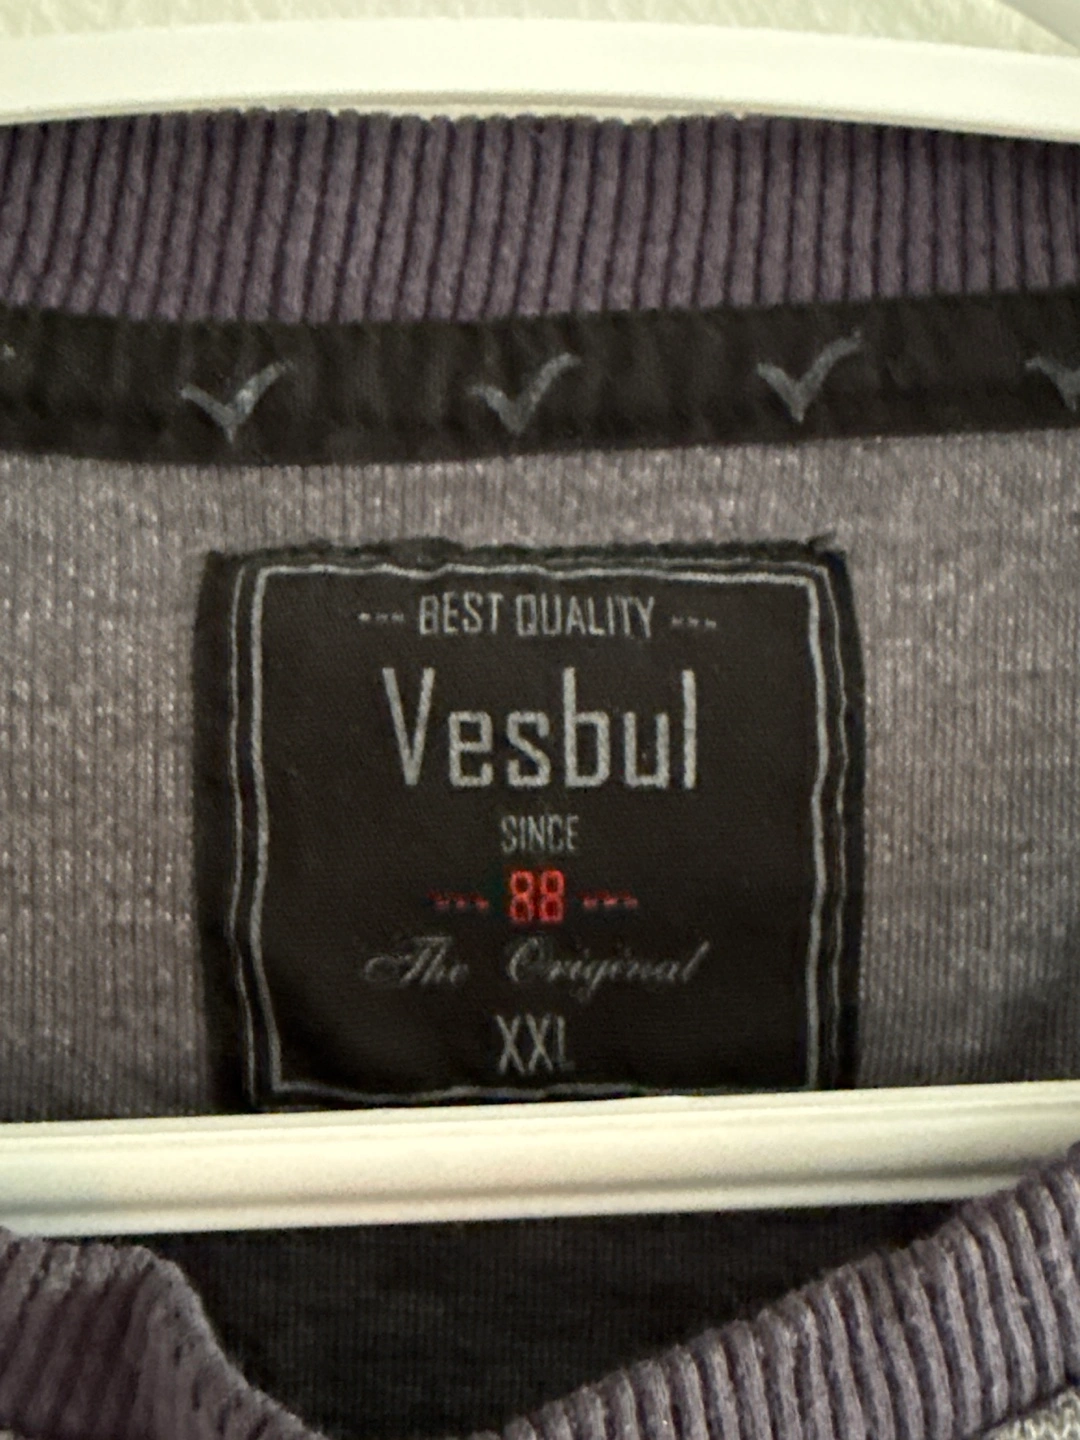 --- BEST QUALITY ---
Vesbul
SINCE
--- 88 ---
The Original
XXL